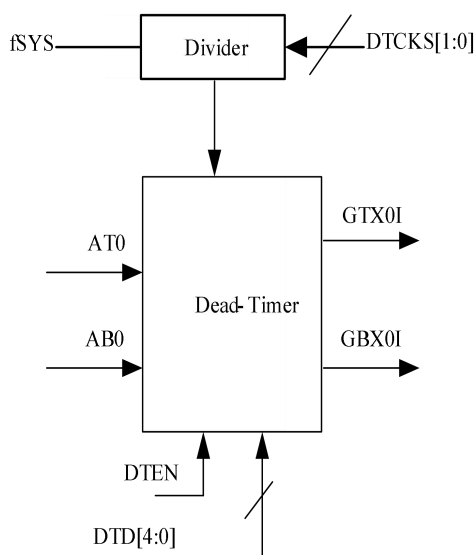 fSYS
Divider
DTCKS[1:0]
GTX0I
AT0
Dead-Timer
AB0
GBX0I
DTEN
DTD[4:0]